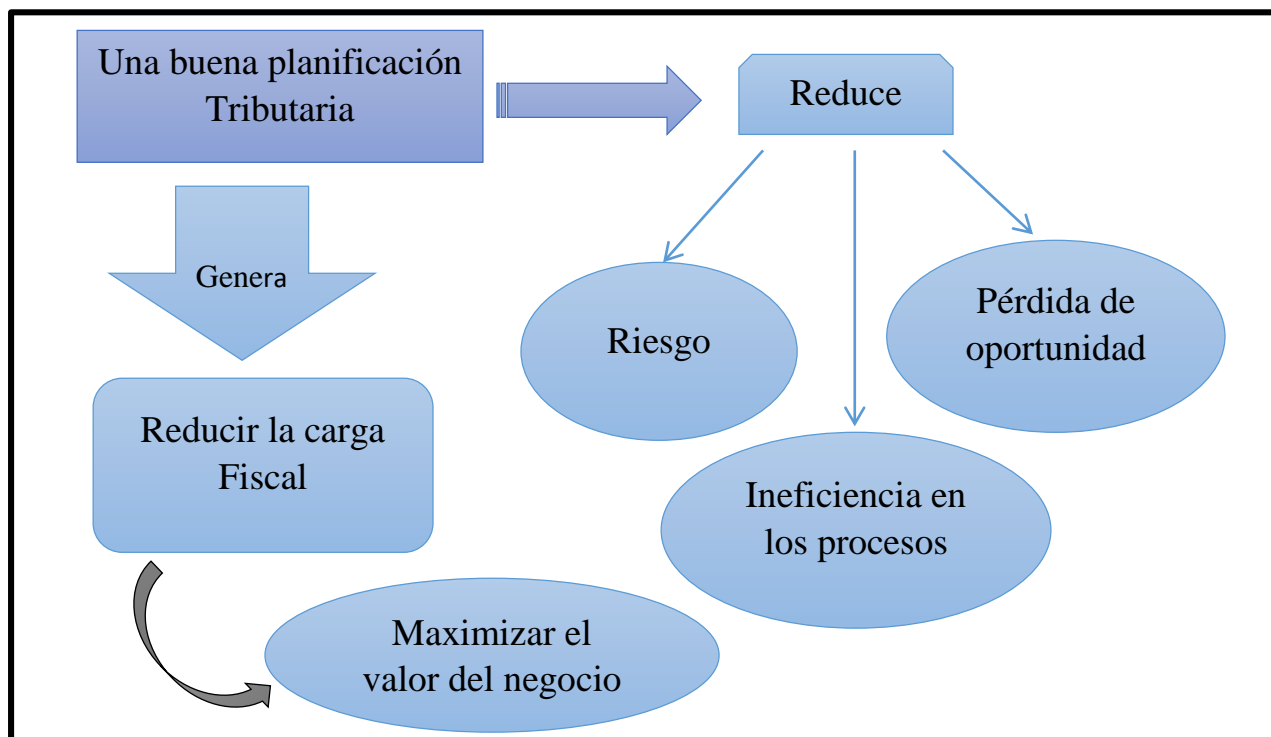 Una buena planificación
Tributaria
Reduce
Genera
Riesgo
Pérdida de
oportunidad
Reducir la carga
Fiscal
Ineficiencia en
los procesos
Maximizar el
valor del negocio